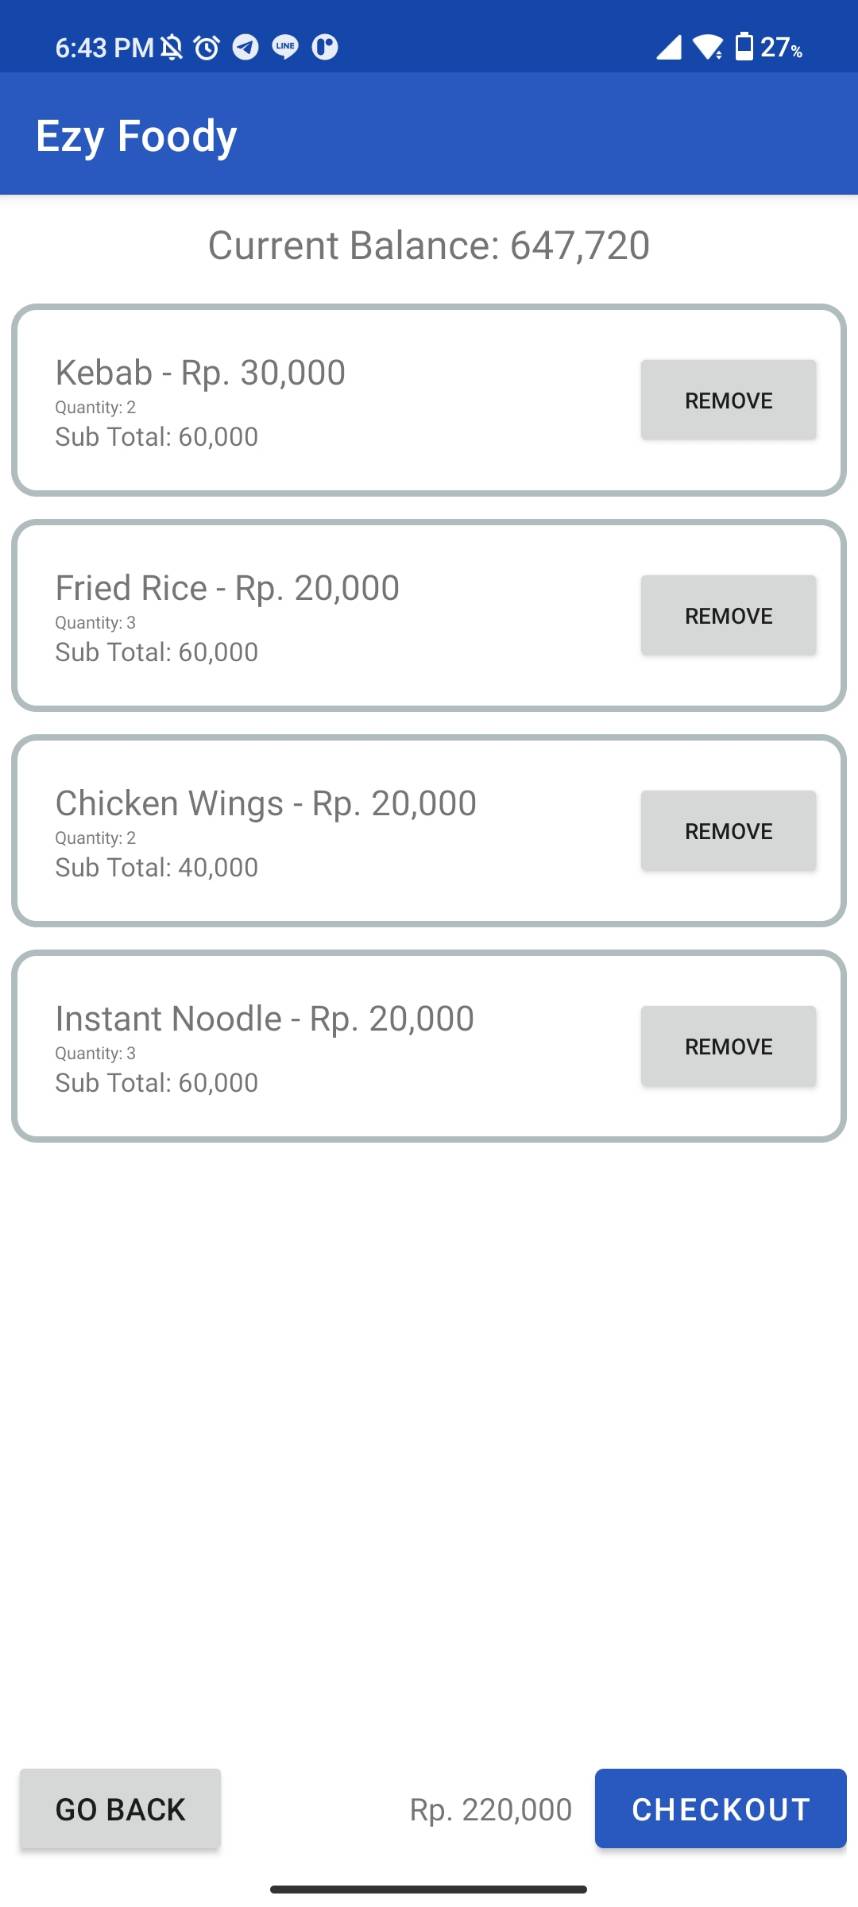 6:43 PM
LINE
27%
Ezy Foody
Current Balance: 647,720
Kebab - Rp. 30,000
Quantity: 2
Sub Total: 60,000
REMOVE
Fried Rice - Rp. 20,000
Quantity: 3
Sub Total: 60,000
REMOVE
Chicken Wings - Rp. 20,000
Quantity: 2
Sub Total: 40,000
REMOVE
Instant Noodle - Rp. 20,000
Quantity: 3
Sub Total: 60,000
REMOVE
GO BACK
Rp. 220,000
CHECKOUT